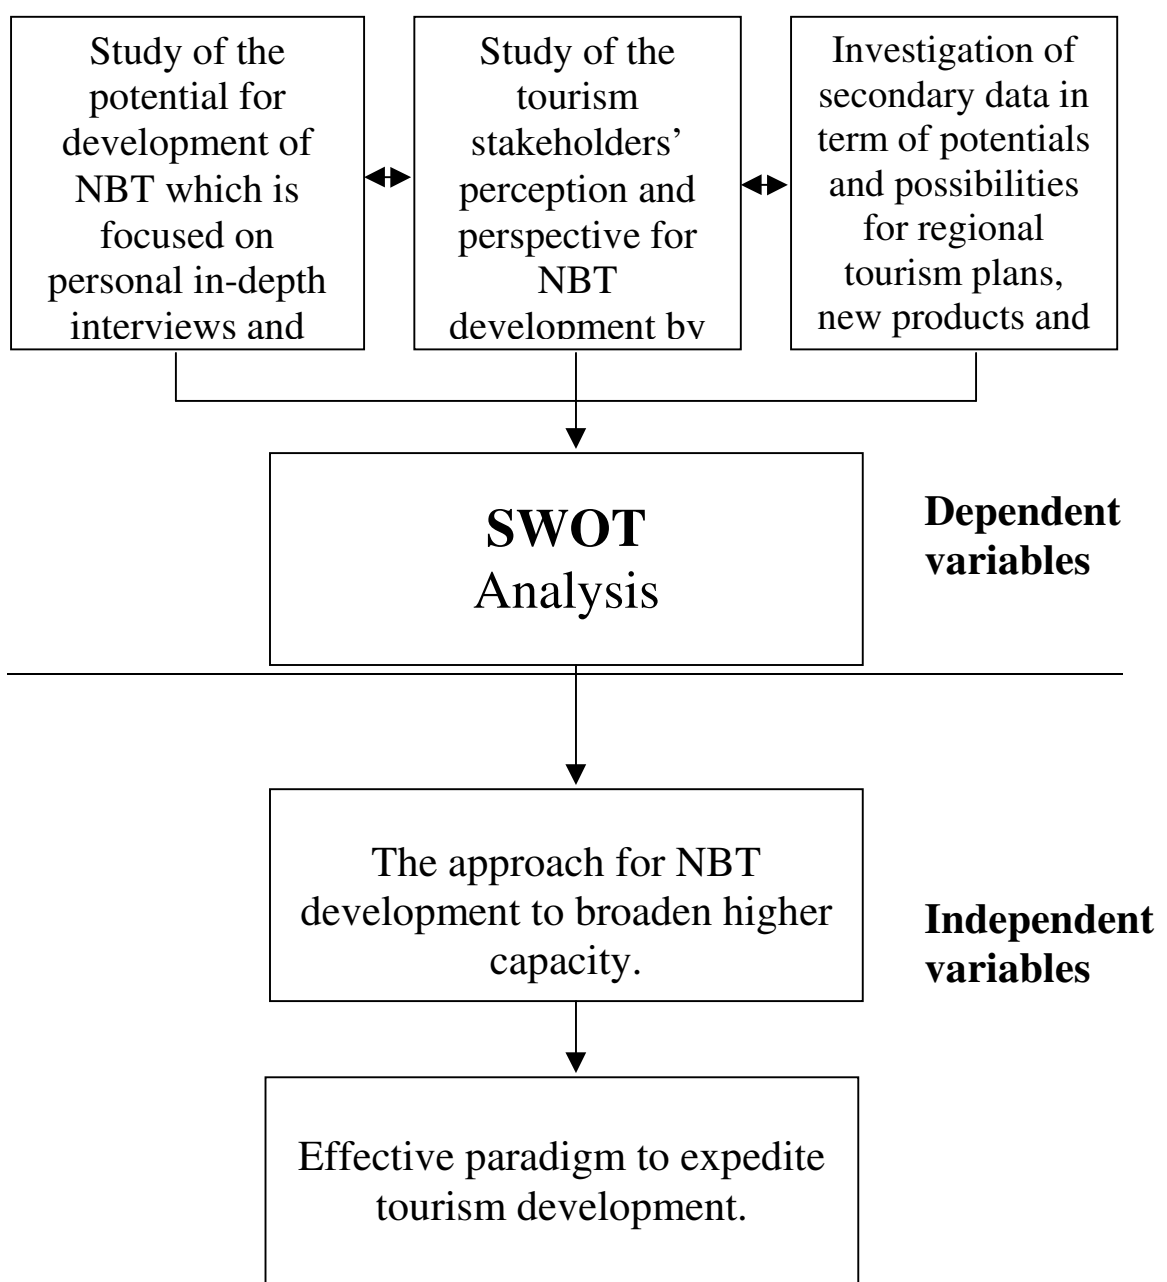 Study of the
potential for
development of
NBT which is
focused on
personal in-depth
interviews and
Study of the
tourism
stakeholders’
perception and
perspective for
NBT
development by
Investigation of
secondary data in
term of potentials
and possibilities
for regional
tourism plans,
new products and
SWOT
Analysis
Dependent
variables
The approach for NBT
development to broaden higher
capacity.
Independent
variables
Effective paradigm to expedite
tourism development.